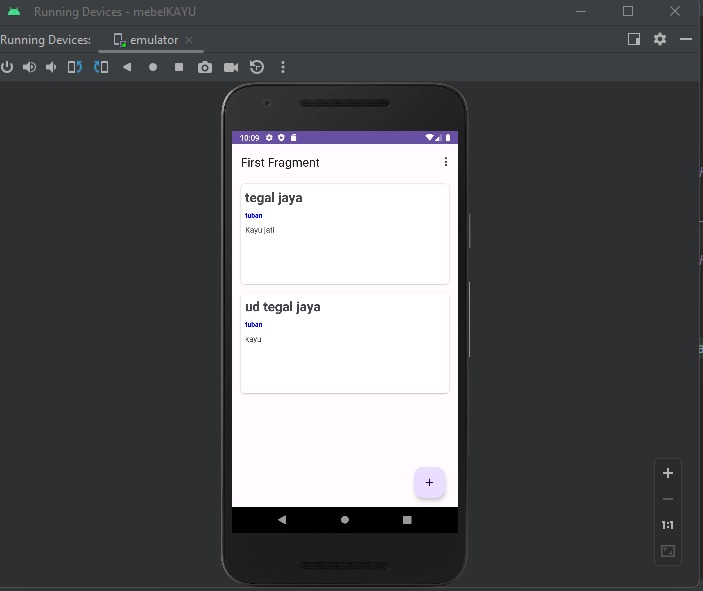 Running Devices - mebelKAYU
Running Devices:
emulator
10:09
First Fragment
tegal jaya
tuban
Kayu jati
ud tegal jaya
tuban
kayu
1:1